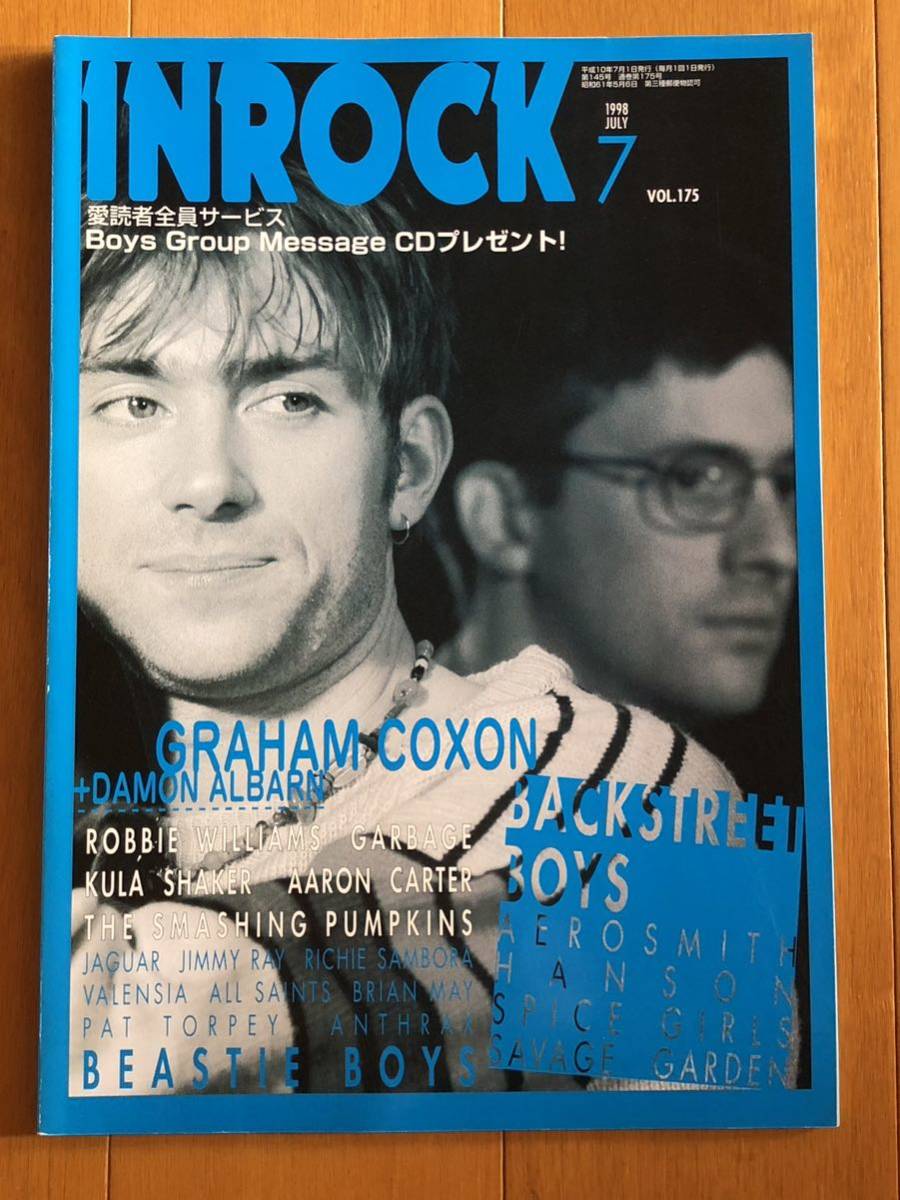 INROCK
平成10年7月1日発行(毎月1回1日発行)
第145号 通巻第175号
昭和61年5月6日 第三種郵便物認可
1998
JULY
7
VOL.175
愛読者全員サービス
Boys Group Message CDプレゼント!
GRAHAM COXON
+DAMON ALBARN
ROBBIE WILLIAMS GARBAGE
KULA SHAKER AARON CARTER
THE SMASHING PUMPKINS
JAGUAR JIMMY RAY RICHIE SAMBORA
VALENSIA ALL SAINTS BRIAN MAY
PAT TORPEY ANTHRAX
BEASTIE BOYS
BACKSTREET
BOYS
AEROSMITH
HANSON
SPICE GIRLS
SAVAGE GARDEN